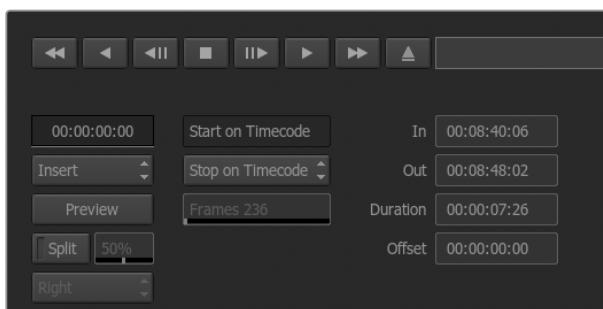 00:00:00:00 Start on Timecode In 00:08:40:06
Insert Stop on Timecode Out 00:08:48:02
Preview Frames 236 Duration 00:00:07:26
Split 50% Offset 00:00:00:00
Right